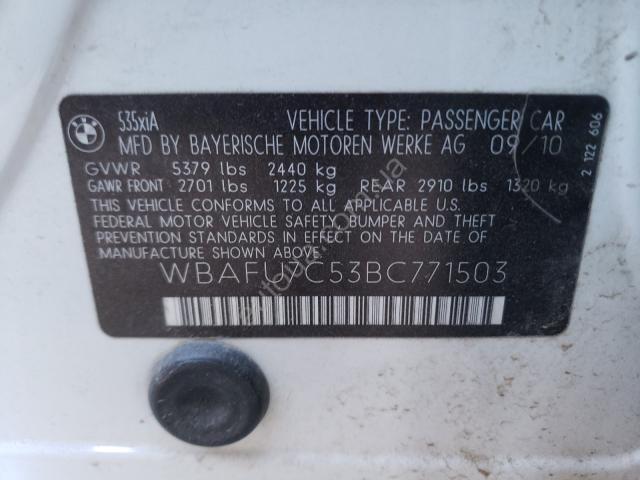 535xiA
VEHICLE TYPE: PASSENGER CAR
MFD BY BAYERISCHE MOTOREN WERKE AG 09/10
GVWR 5379 lbs 2440 kg
GAWR FRONT 2701 lbs 1225 kg REAR 2910 lbs 1320 kg
THIS VEHICLE CONFORMS TO ALL APPLICABLE U.S.
FEDERAL MOTOR VEHICLE SAFETY, BUMPER AND THEFT
PREVENTION STANDARDS IN EFFECT ON THE DATE OF
MANUFACTURE SHOWN ABOVE.
WBAFU7C53BC771503
2 122 606
BMW